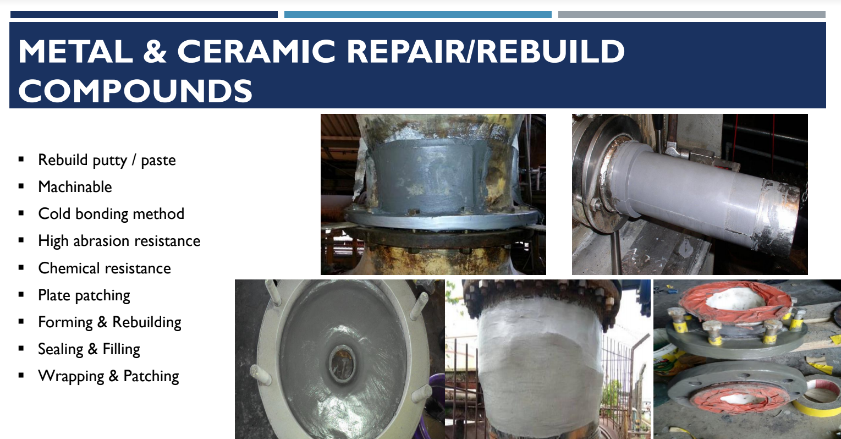 METAL & CERAMIC REPAIR/REBUILD
COMPOUNDS
▪ Rebuild putty / paste
▪ Machinable
▪ Cold bonding method
▪ High abrasion resistance
▪ Chemical resistance
▪ Plate patching
▪ Forming & Rebuilding
▪ Sealing & Filling
▪ Wrapping & Patching